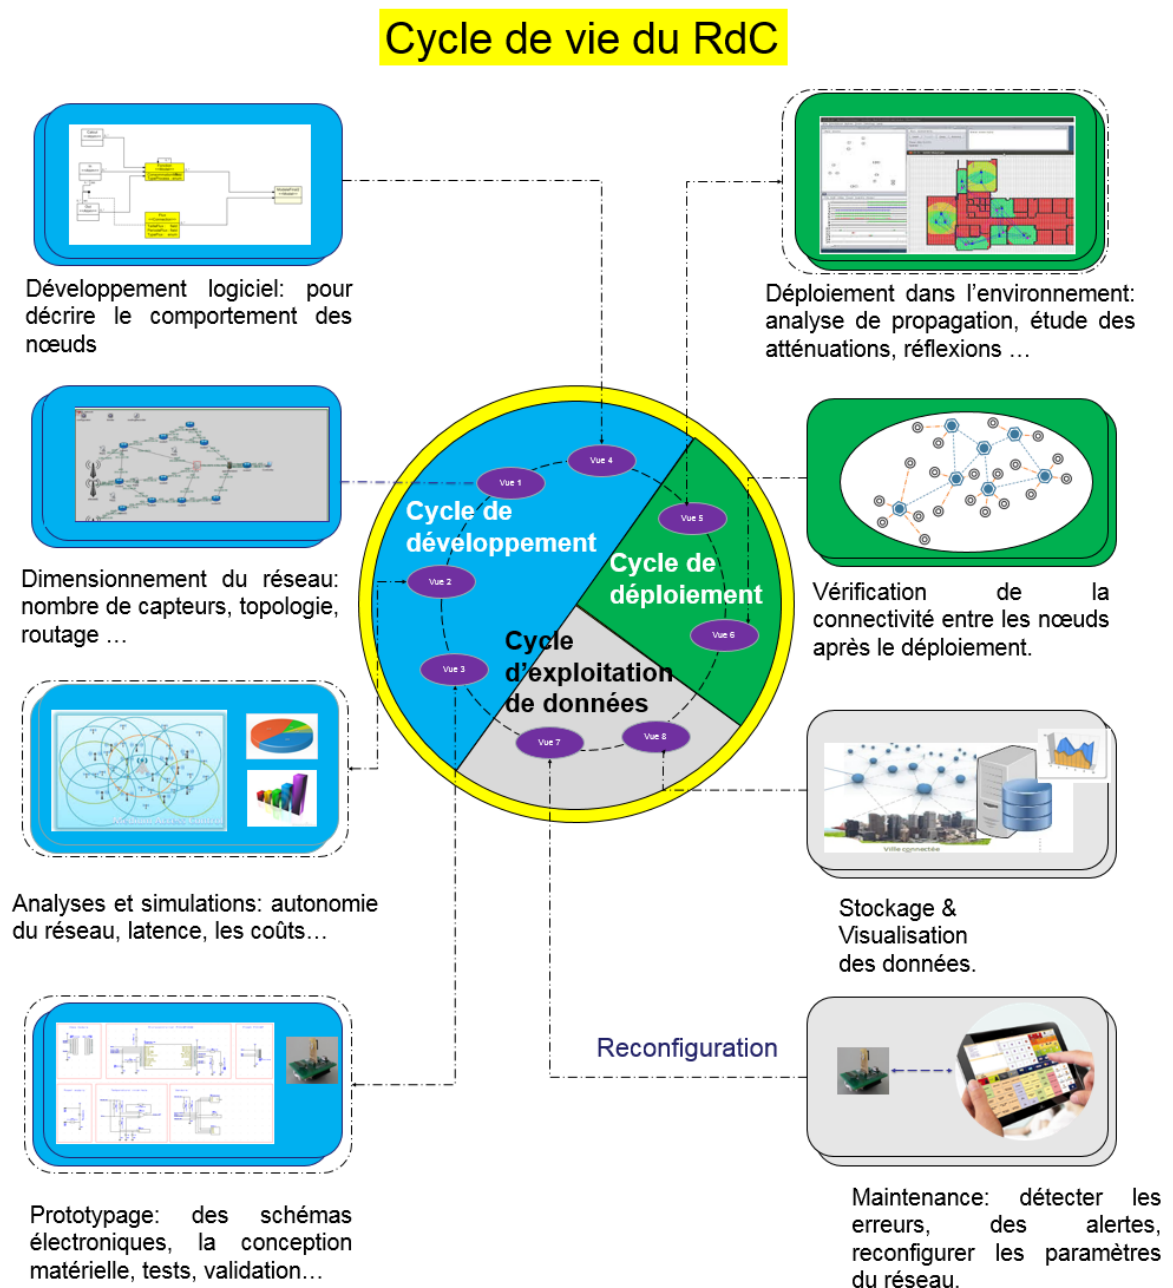 Cycle de vie du RdC
Développement logiciel: pour
décrire le comportement des
nœuds
Déploiement dans l'environnement:
analyse de propagation, étude des
atténuations, réflexions …
Vue 4
Vue 1
Cycle de
développement
Vue 5
Cycle de
déploiement
Vue 2
Vue 6
Vue 3
Cycle
d'exploitation
de données
Vue 7
Vue 8
Dimensionnement du réseau:
nombre de capteurs, topologie,
routage …
Vérification de la
connectivité entre les nœuds
après le déploiement.
Ville connectée
Analyses et simulations: autonomie
du réseau, latence, les coûts…
Stockage &
Visualisation
des données.
Reconfiguration
Prototypage: des schémas
électroniques, la conception
matérielle, tests, validation…
Maintenance: détecter les
erreurs, des alertes,
reconfigurer les paramètres
du réseau.